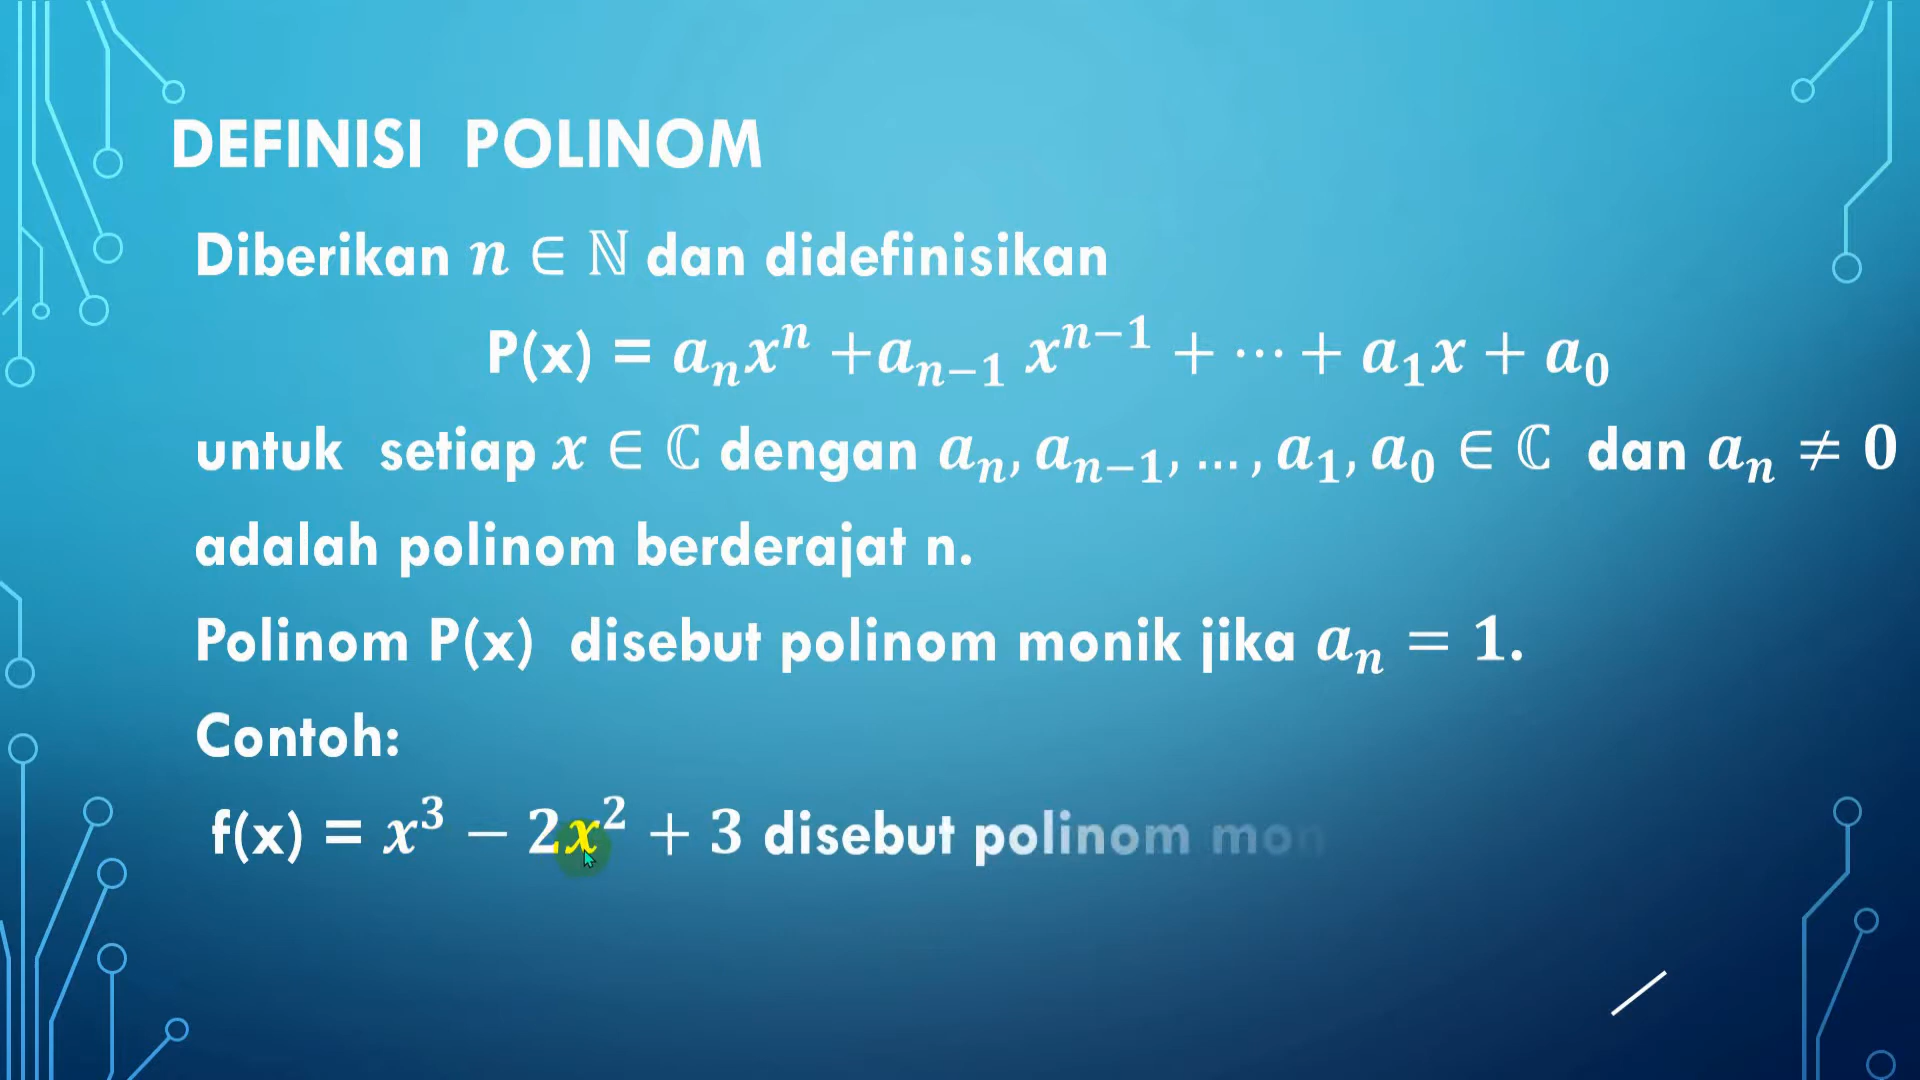 DEFINISI POLINOM
Diberikan n ∈ ℕ dan didefinisikan
P(x) = aₙxⁿ +aₙ₋₁ xⁿ⁻¹ + ⋯ + a₁x + a₀
untuk setiap x ∈ ℂ dengan aₙ, aₙ₋₁, … , a₁, a₀ ∈ ℂ dan aₙ ≠ 0
adalah polinom berderajat n.
Polinom P(x) disebut polinom monik jika aₙ = 1.
Contoh:
f(x) = x³ − 2x² + 3 disebut polinom